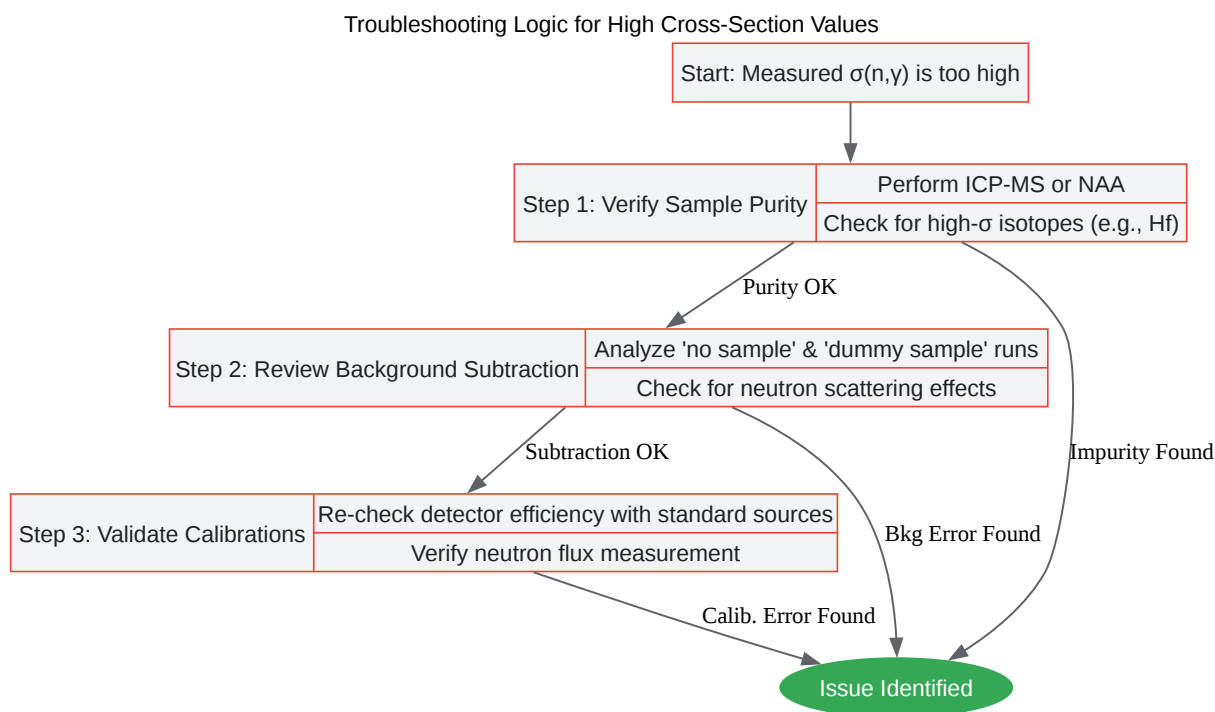 Troubleshooting Logic for High Cross-Section Values
Start: Measured σ(n,γ) is too high
Step 1: Verify Sample Purity
Perform ICP-MS or NAA
Check for high-σ isotopes (e.g., Hf)
Purity OK
Step 2: Review Background Subtraction
Analyze 'no sample' & 'dummy sample' runs
Check for neutron scattering effects
Subtraction OK
Impurity Found
Step 3: Validate Calibrations
Re-check detector efficiency with standard sources
Verify neutron flux measurement
Bkg Error Found
Calib. Error Found
Issue Identified